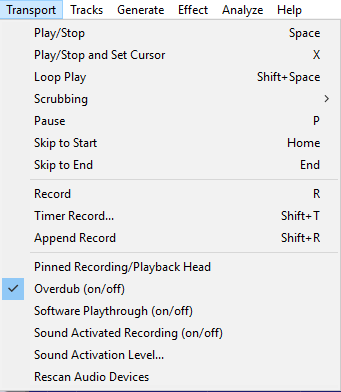 Transport Tracks Generate Effect Analyze Help
Play/Stop Space
Play/Stop and Set Cursor X
Loop Play Shift+Space
Scrubbing
Pause P
Skip to Start Home
Skip to End End
Record R
Timer Record... Shift+T
Append Record Shift+R
Pinned Recording/Playback Head
Overdub (on/off)
Software Playthrough (on/off)
Sound Activated Recording (on/off)
Sound Activation Level...
Rescan Audio Devices